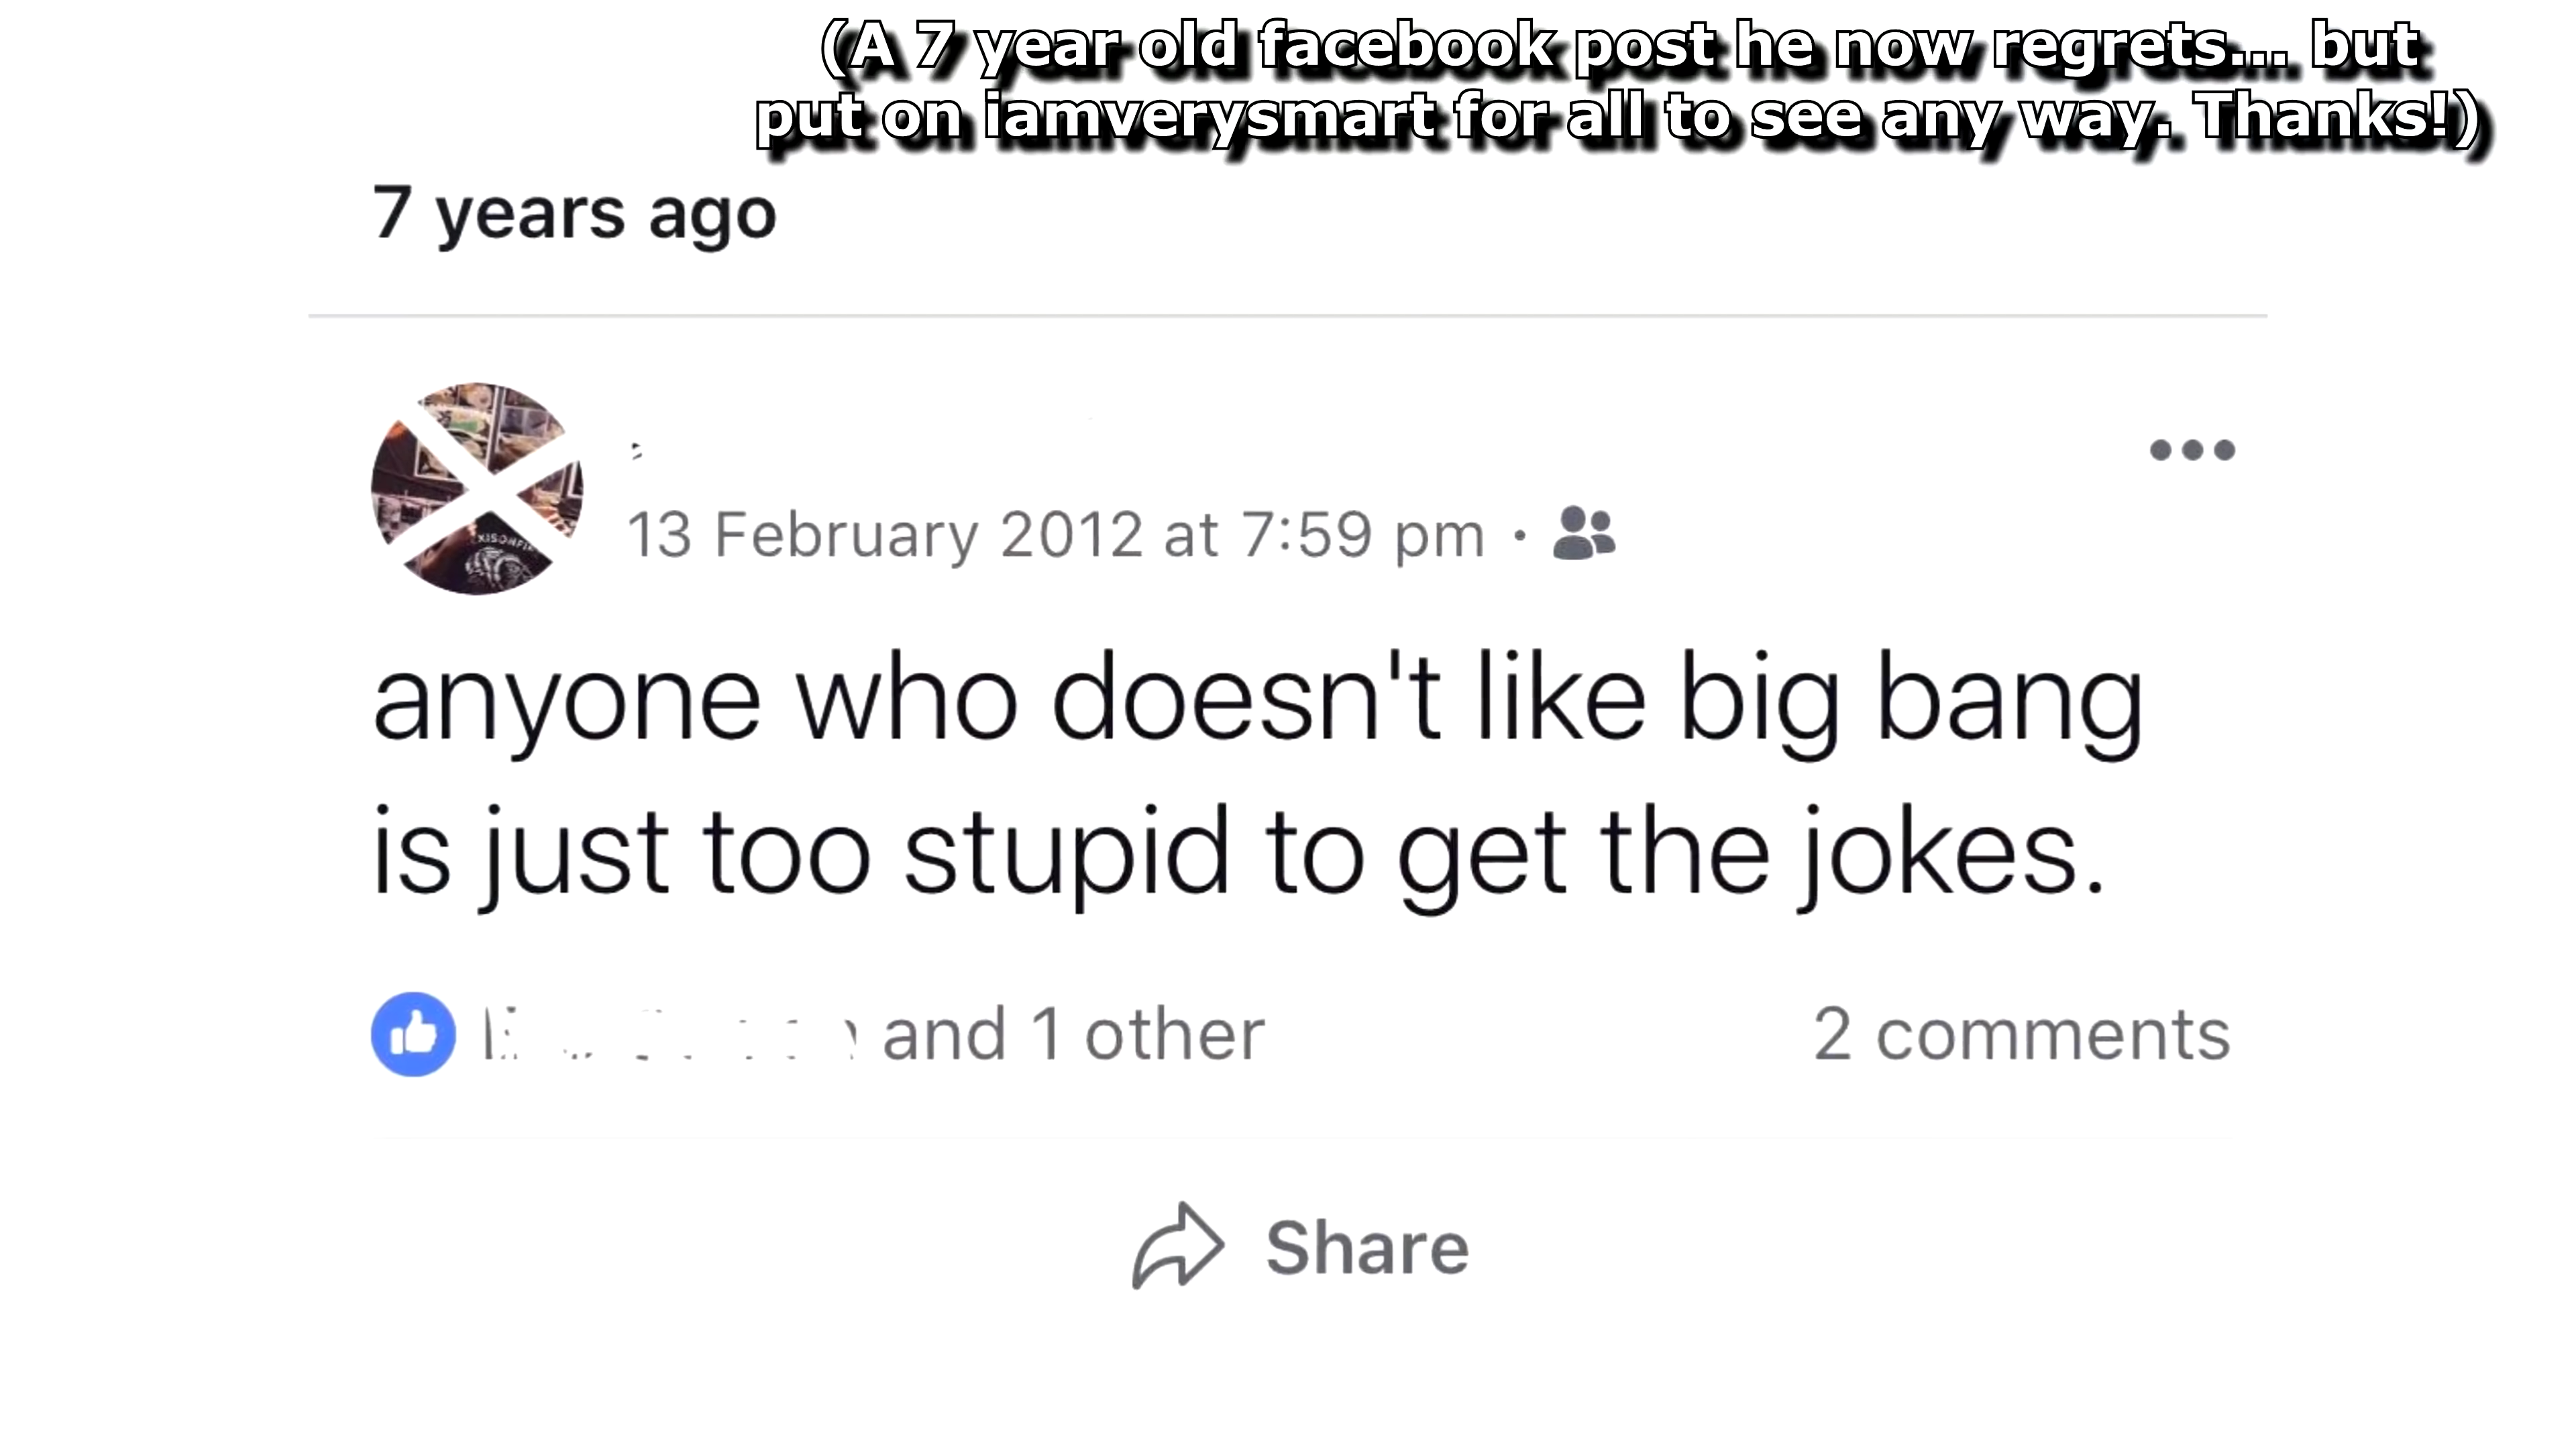 (A 7 year old facebook post he now regrets... but
put on iamverysmart for all to see any way. Thanks!)
7 years ago
13 February 2012 at 7:59 pm ·
anyone who doesn't like big bang
is just too stupid to get the jokes.
and 1 other
2 comments
Share